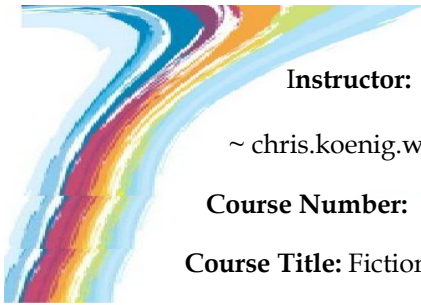 Instructor:
~ chris.koenig.w
Course Number:
Course Title: Fiction